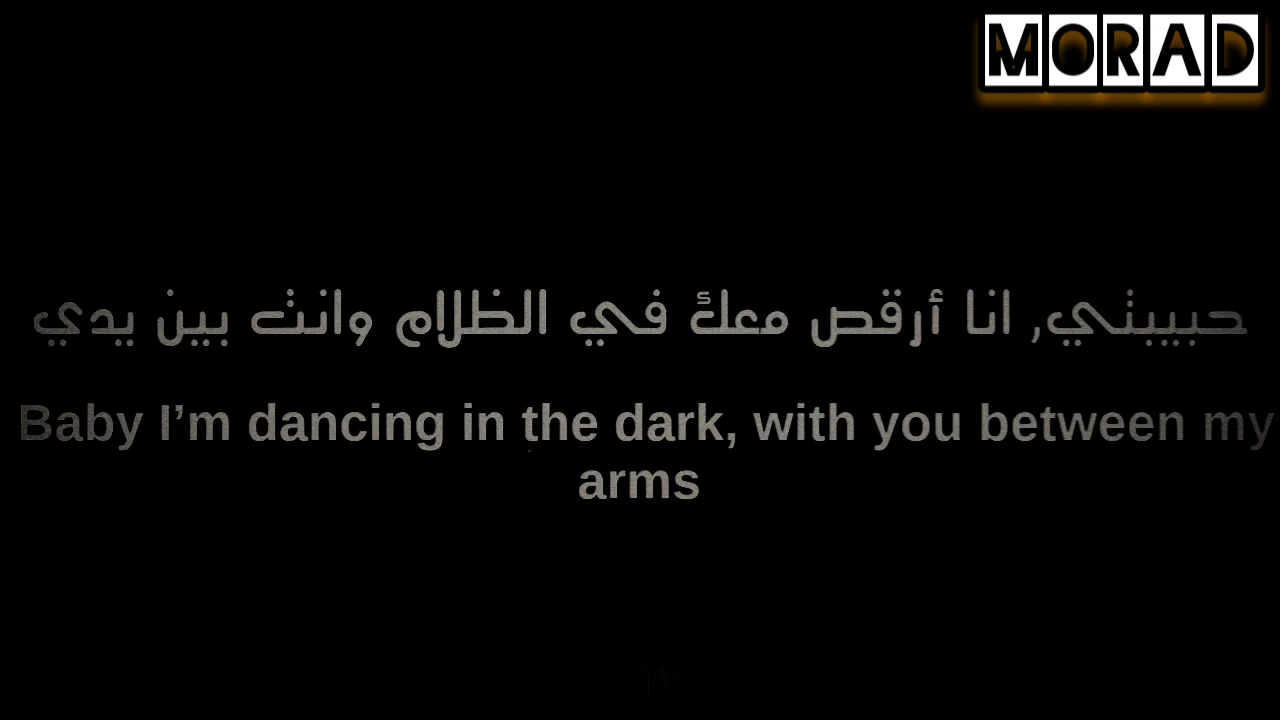 MORAD
حبيبتي, انا أرقص معك في الظلام وانت بين يدي
Baby I’m dancing in the dark, with you between my
arms